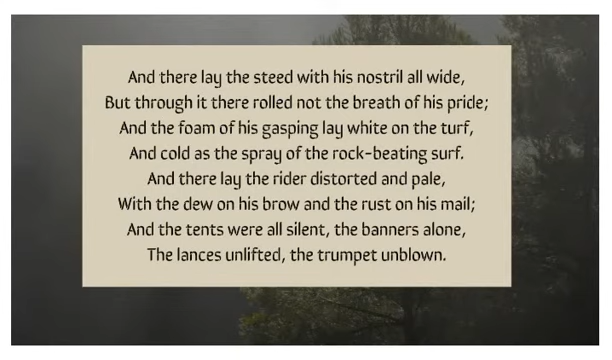 And there lay the steed with his nostril all wide,
But through it there rolled not the breath of his pride;
And the foam of his gasping lay white on the turf,
And cold as the spray of the rock-beating surf.
And there lay the rider distorted and pale,
With the dew on his brow and the rust on his mail;
And the tents were all silent, the banners alone,
The lances unlifted, the trumpet unblown.